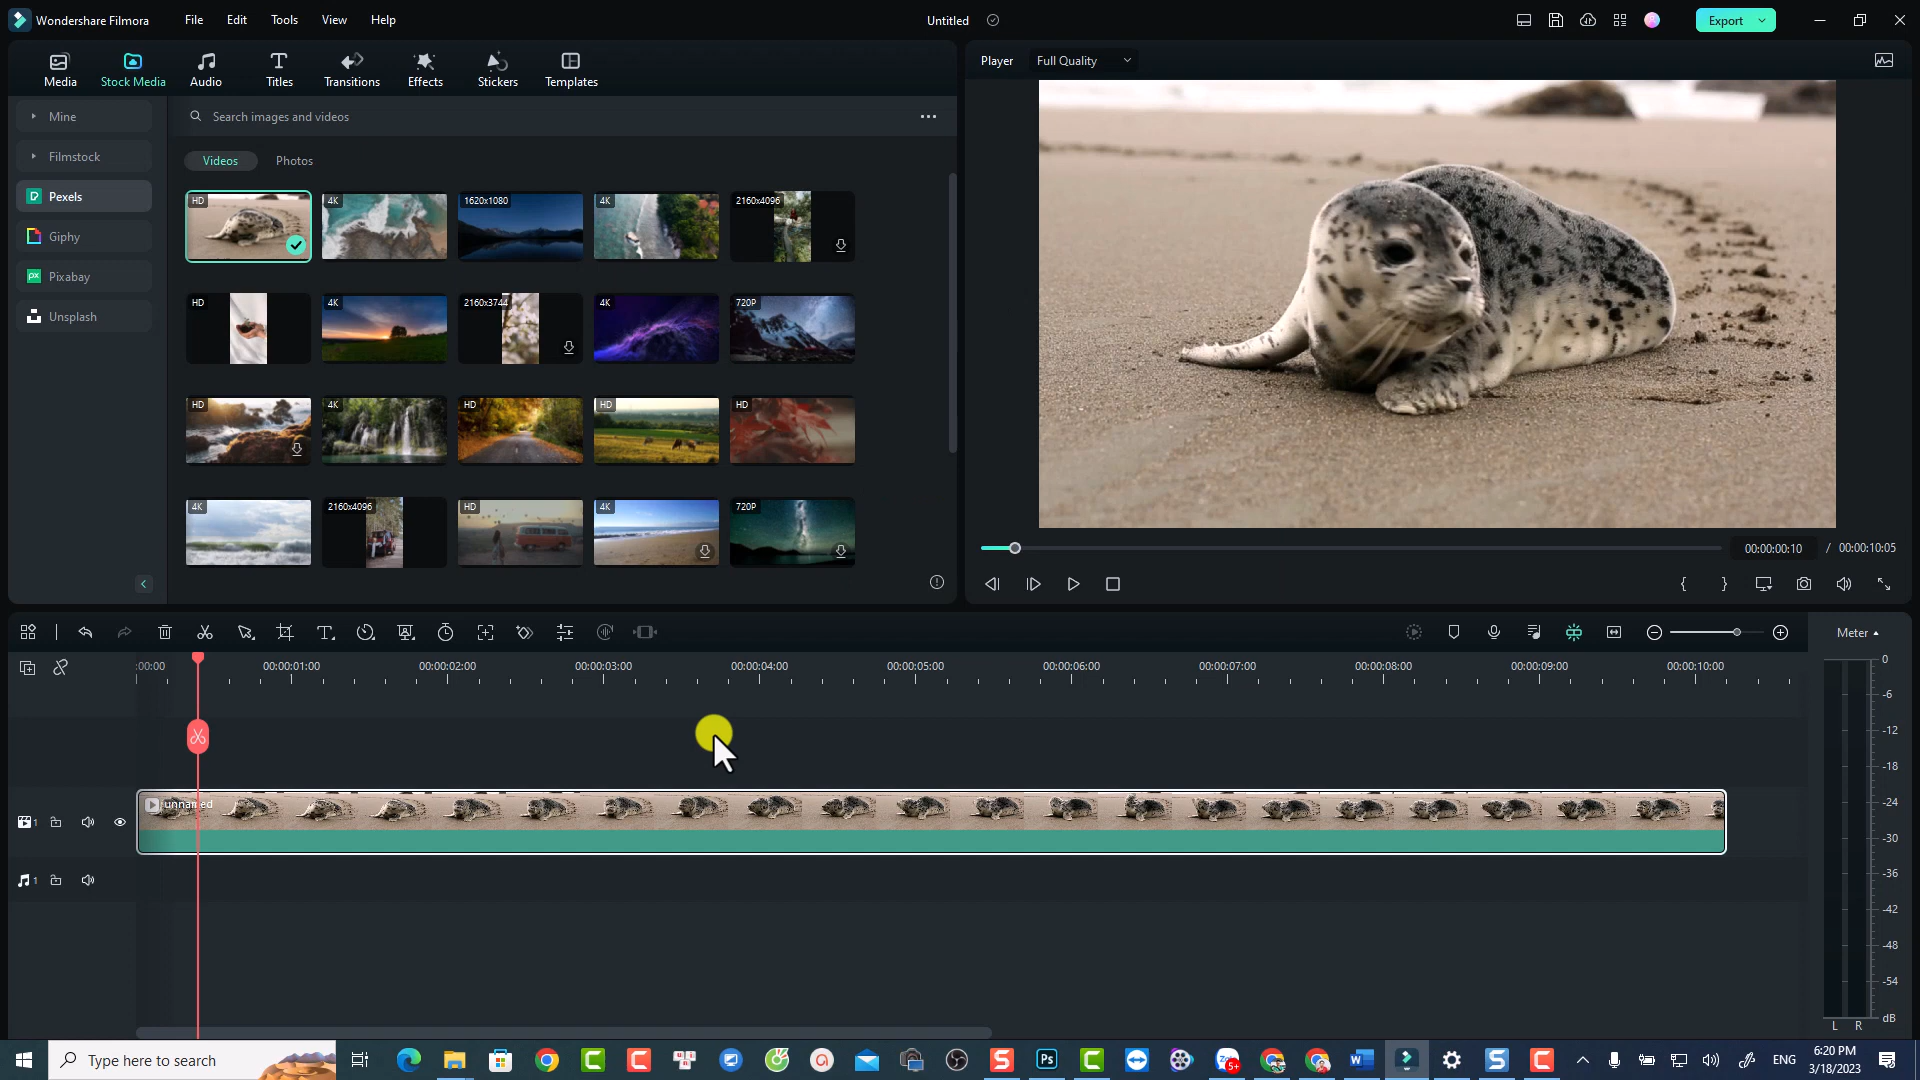 Wondershare Filmora File Edit Tools View Help Untitled Export
Media Stock Media Audio Titles Transitions Effects Stickers Templates
Player Full Quality
Mine
Filmstock
Pexels
Giphy
Pixabay
Unsplash
Search images and videos
Videos Photos
HD 4K 1620x1080 4K 2160x4096
HD 4K 2160x3744 4K 720P
HD 4K HD HD HD
4K 2160x4096 HD 4K 720P
00:00:00:10 / 00:00:10:05
Meter
:00:00 00:00:01:00 00:00:02:00 00:00:03:00 00:00:04:00 00:00:05:00 00:00:06:00 00:00:07:00 00:00:08:00 00:00:09:00 00:00:10:00
unnamed
1
1
0
-6
-12
-18
-24
-30
-36
-42
-48
-54
dB
L R
Type here to search
Ps
5+
ENG
6:20 PM
3/18/2023